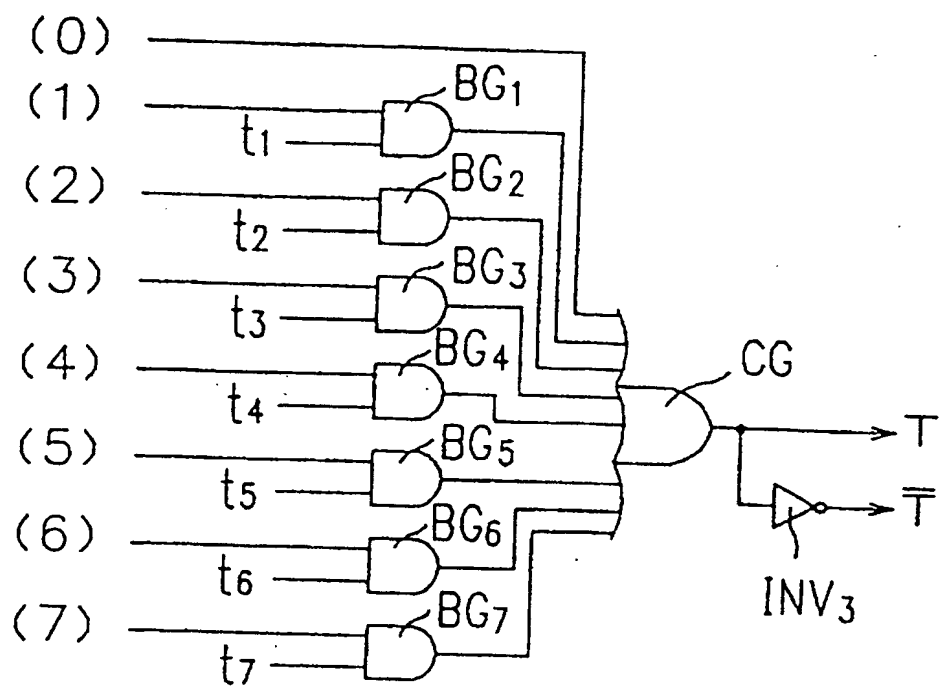 (0)
(1) t1 BG1
(2) t2 BG2
(3) t3 BG3
(4) t4 BG4
(5) t5 BG5
(6) t6 BG6
(7) t7 BG7
CG
T
T̅
INV3